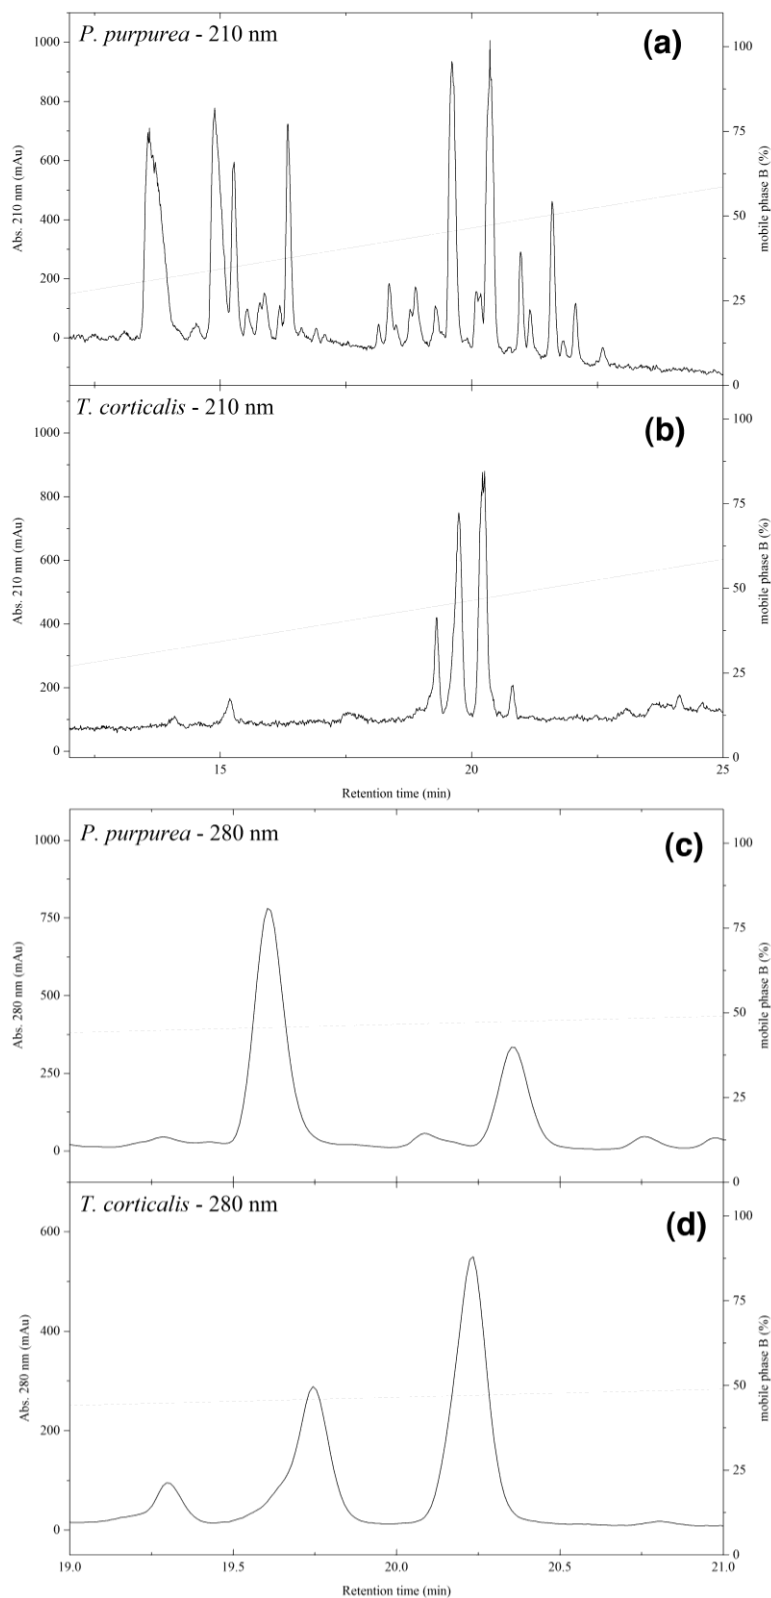 P. purpurea - 210 nm
(a)
1000
800
600
400
200
0
Abs. 210 nm (mAu)
100
75
50
25
0
mobile phase B (%)
T. corticalis - 210 nm
(b)
1000
800
600
400
200
0
Abs. 210 nm (mAu)
100
75
50
25
0
mobile phase B (%)
15 20 25
Retention time (min)
P. purpurea - 280 nm
(c)
1000
750
500
250
0
Abs. 280 nm (mAu)
100
75
50
25
0
mobile phase B (%)
T. corticalis - 280 nm
(d)
600
400
200
0
Abs. 280 nm (mAu)
100
75
50
25
0
mobile phase B (%)
19.0 19.5 20.0 20.5 21.0
Retention time (min)